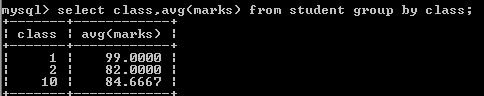 mysql> select class,avg(marks) from student group by class;
+-------+------------+
| class | avg(marks) |
+-------+------------+
| 1 | 99.0000 |
| 2 | 82.0000 |
| 10 | 84.6667 |
+-------+------------+